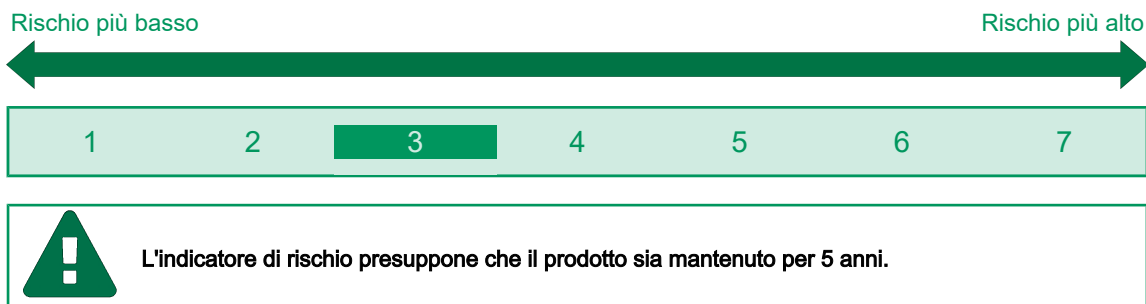 Rischio più basso Rischio più alto
1 2 3 4 5 6 7
L'indicatore di rischio presuppone che il prodotto sia mantenuto per 5 anni.